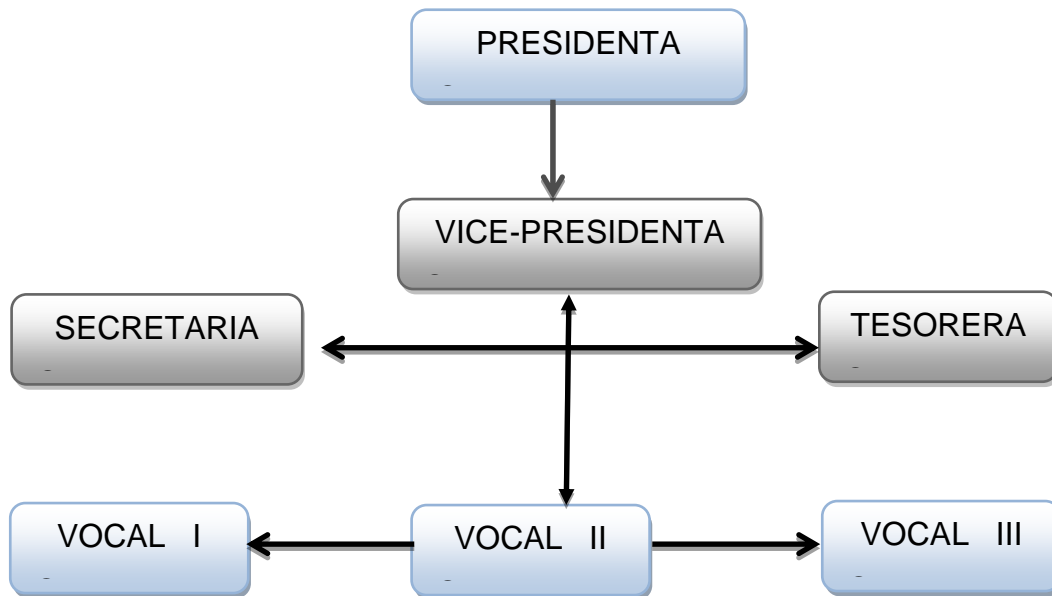 PRESIDENTA
-
VICE-PRESIDENTA
-
SECRETARIA
-
TESORERA
-
VOCAL I
-
VOCAL II
-
VOCAL III
-